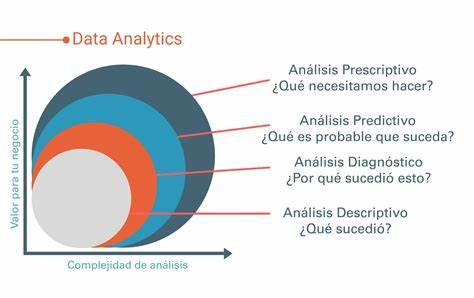 Data Analytics
Análisis Prescriptivo
¿Qué necesitamos hacer?
Análisis Predictivo
¿Qué es probable que suceda?
Análisis Diagnóstico
¿Por qué sucedió esto?
Análisis Descriptivo
¿Qué sucedió?
Valor para tu negocio
Complejidad de análisis